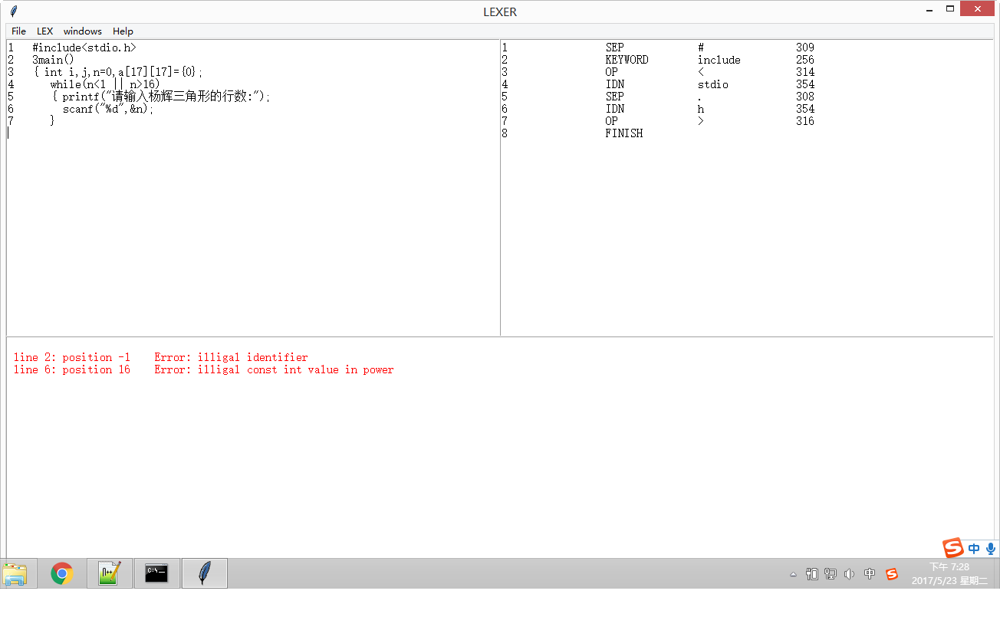 LEXER
File LEX windows Help
1 #include<stdio.h>
2 3main()
3 { int i,j,n=0,a[17][17]={0};
4 while(n<1 || n>16)
5 { printf("请输入杨辉三角形的行数:");
6 scanf("%d",&n);
7 }
1 SEP # 309
2 KEYWORD include 256
3 OP < 314
4 IDN stdio 354
5 SEP . 308
6 IDN h 354
7 OP > 316
8 FINISH
line 2: position -1 Error: illigal identifier
line 6: position 16 Error: illigal const int value in power
中
中
下午 7:28
2017/5/23 星期二